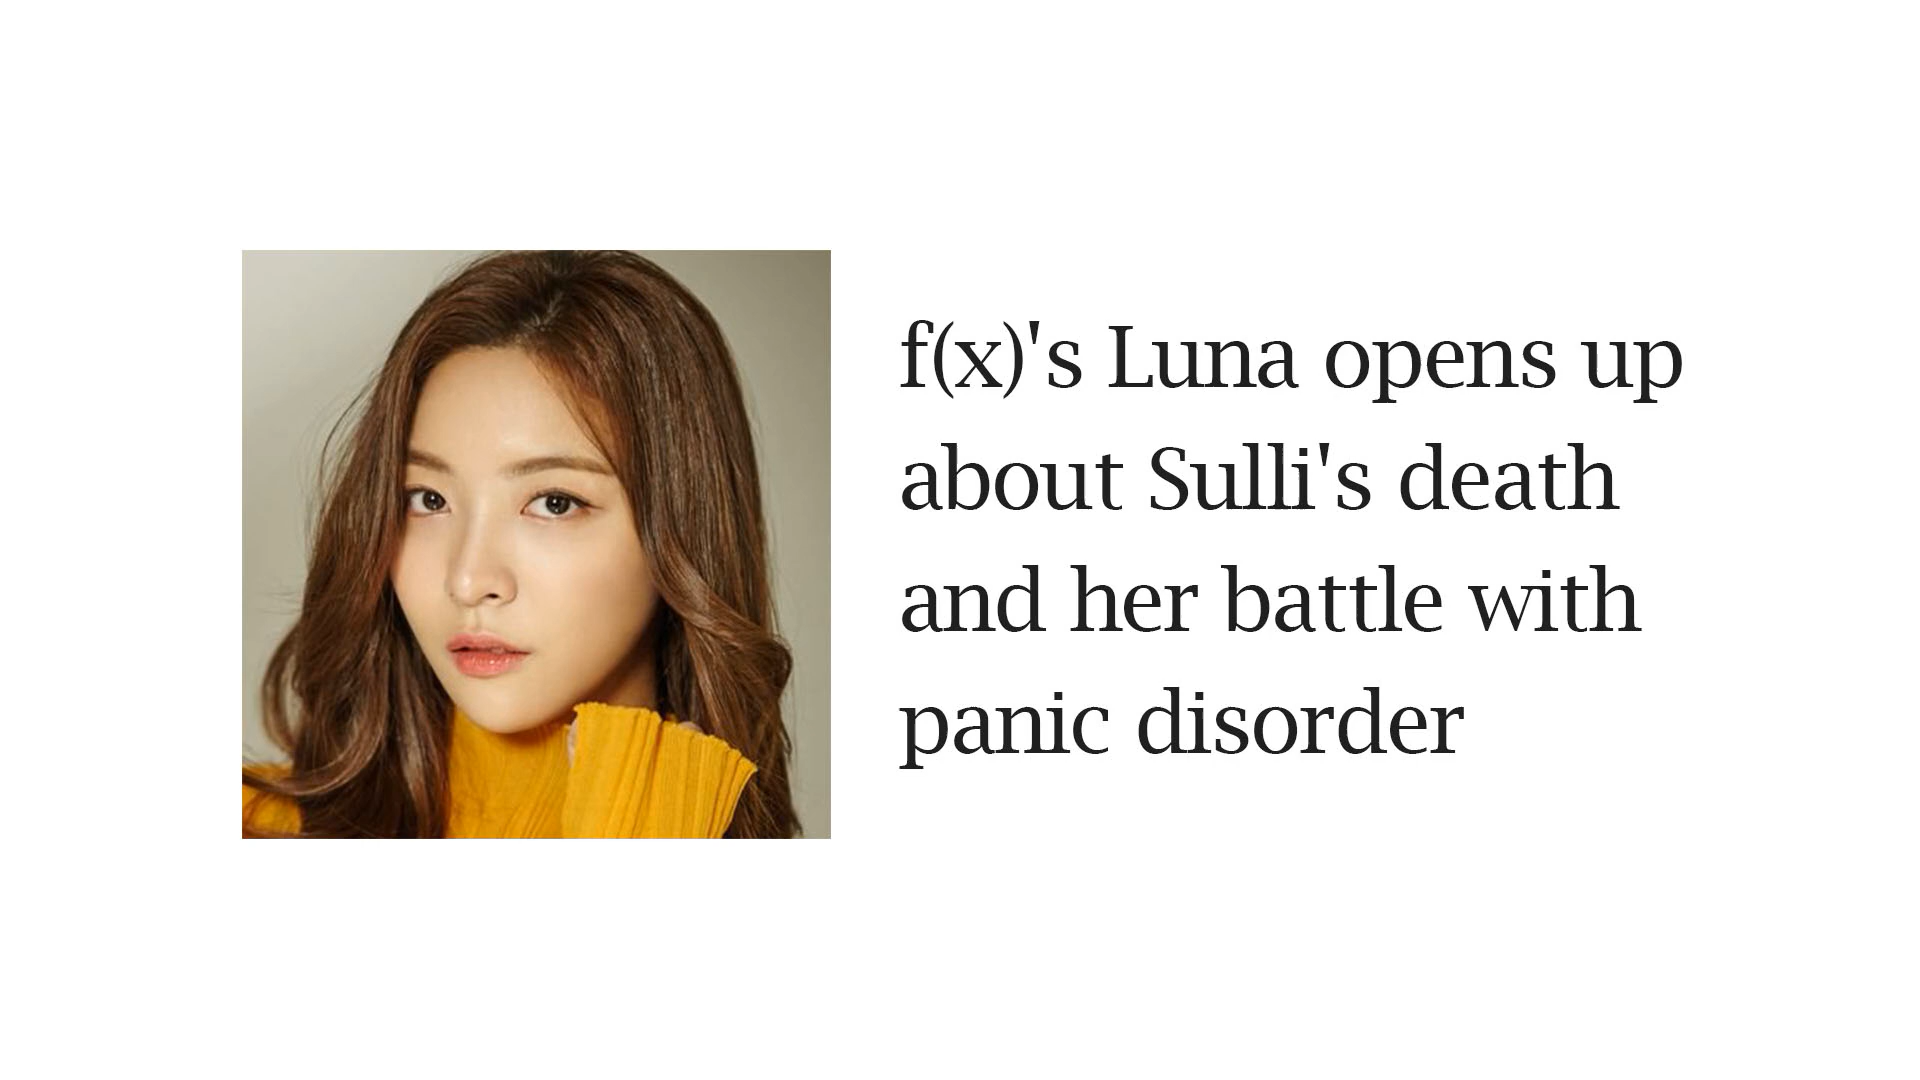 f(x)'s Luna opens up
about Sulli's death
and her battle with
panic disorder